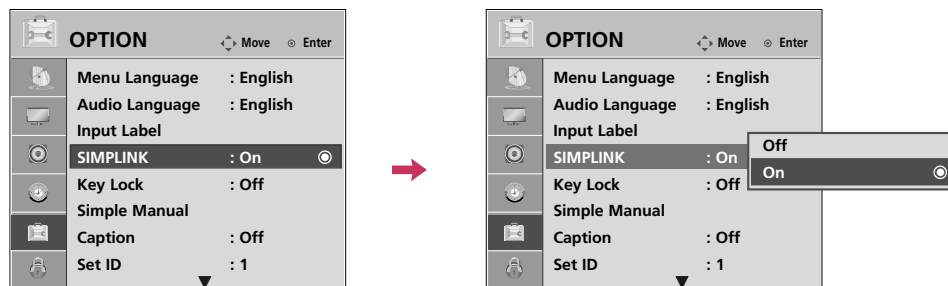 OPTION Move Enter
Menu Language : English
Audio Language : English
Input Label
SIMPLINK : On
Key Lock : Off
Simple Manual
Caption : Off
Set ID : 1
OPTION Move Enter
Menu Language : English
Audio Language : English
Input Label
SIMPLINK : On
Key Lock : Off
Simple Manual
Caption : Off
Set ID : 1
Off
On